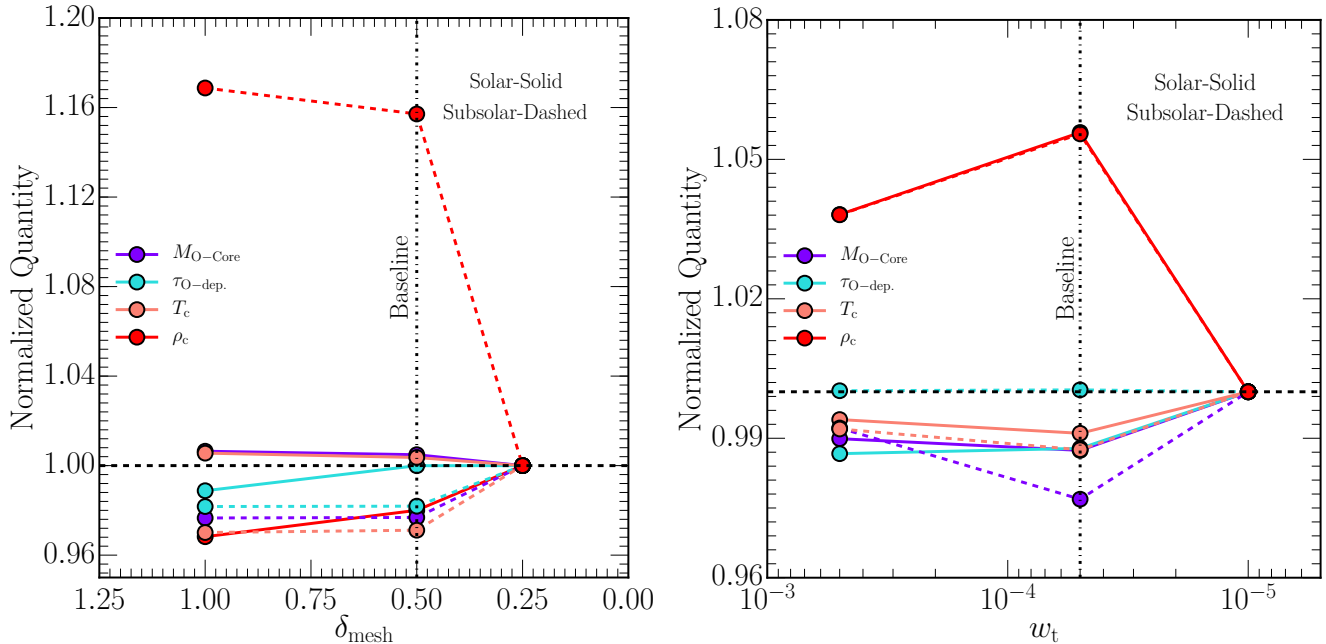 1.20
1.16
1.12
1.08
1.04
1.00
0.96
Normalized Quantity
Solar-Solid
Subsolar-Dashed
Baseline
M_O−Core
τ_O−dep.
T_c
ρ_c
1.25
1.00
0.75
0.50
0.25
0.00
δ_mesh
1.08
1.05
1.02
0.99
0.96
Normalized Quantity
Solar-Solid
Subsolar-Dashed
Baseline
M_O−Core
τ_O−dep.
T_c
ρ_c
10⁻³
10⁻⁴
10⁻⁵
w_t